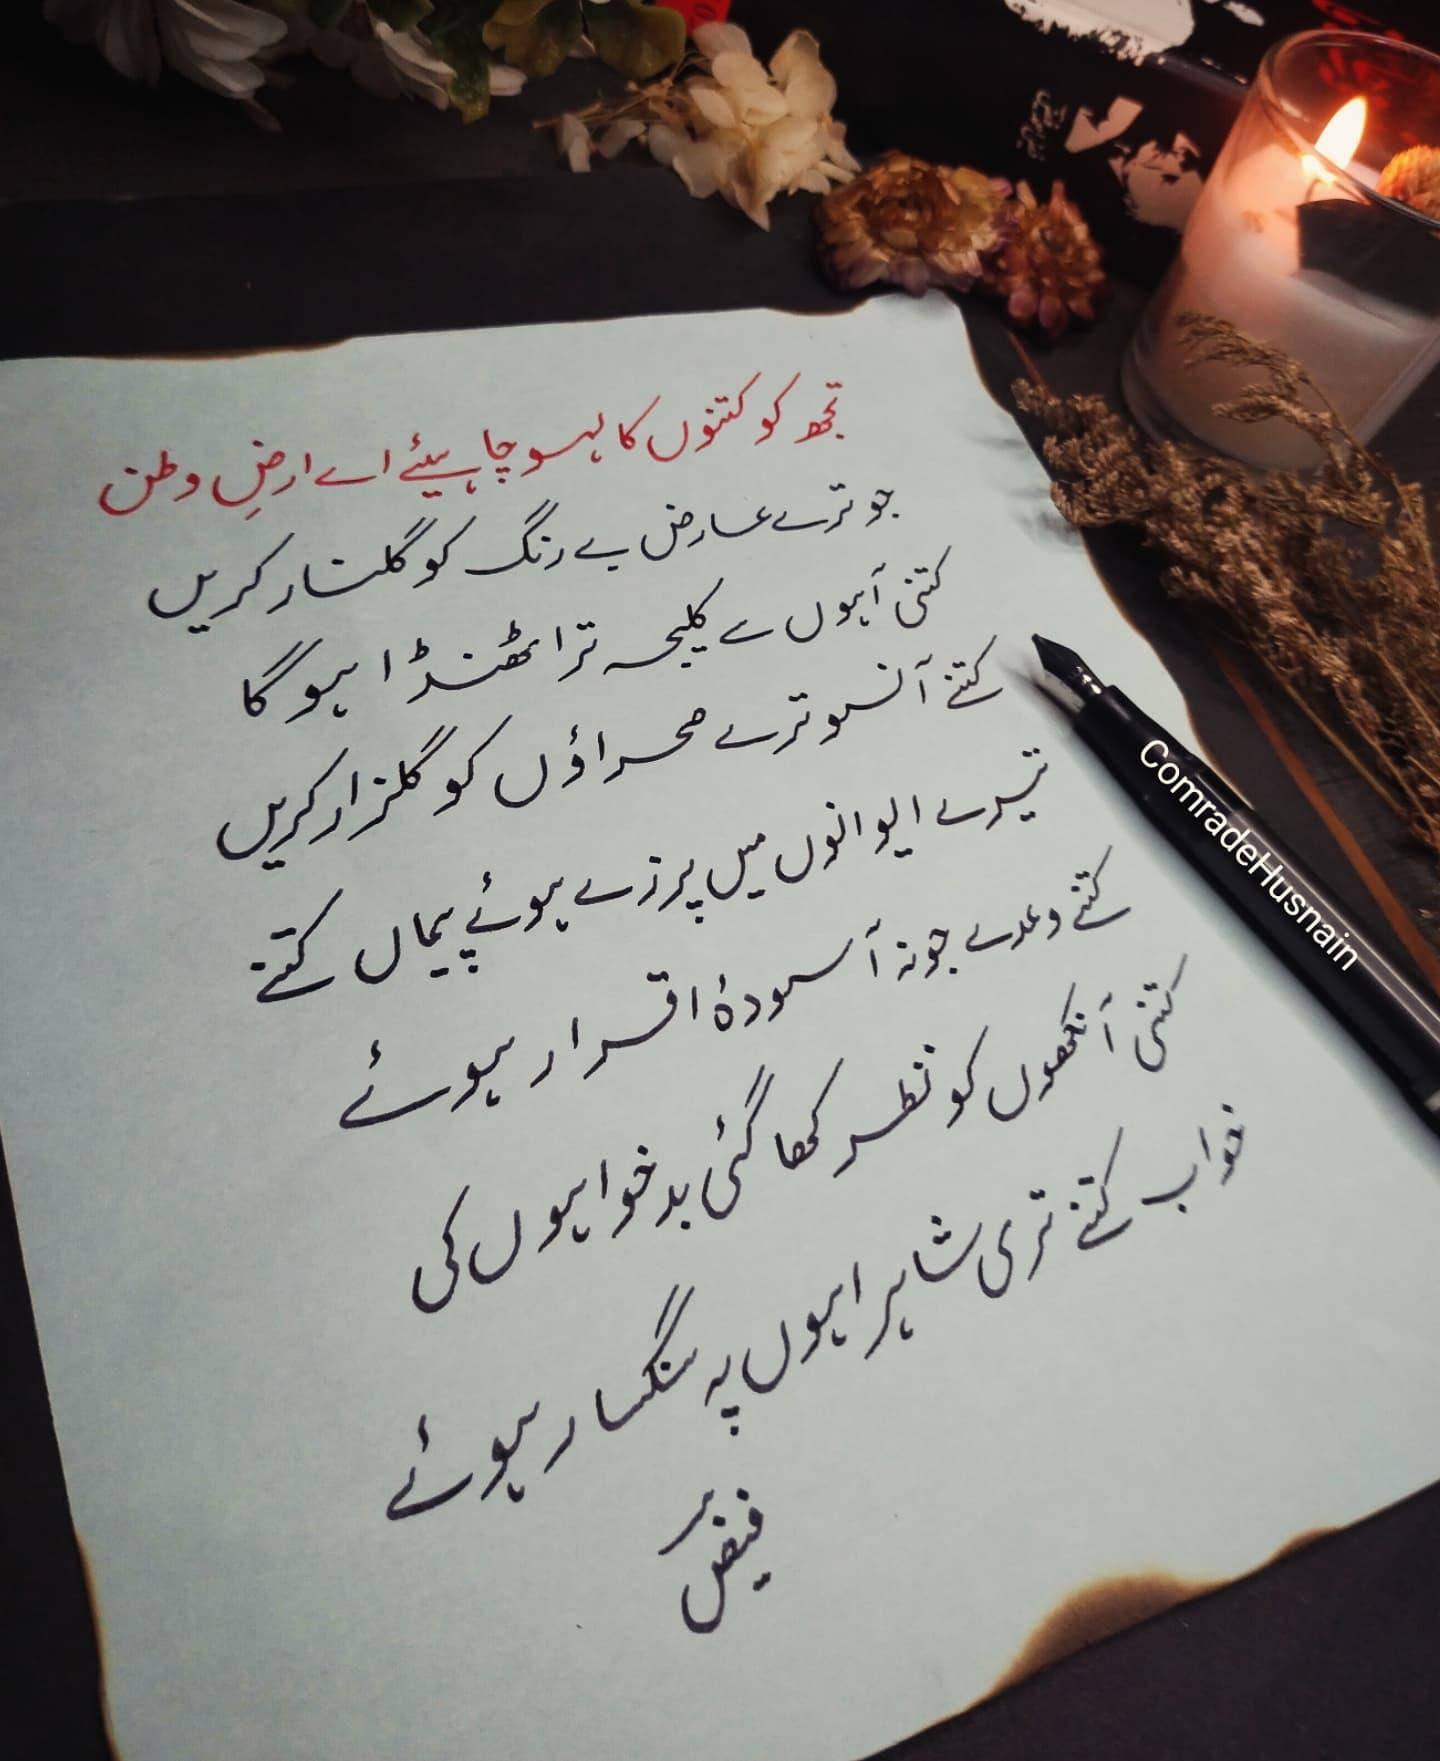 تجھ کو کتنوں کا لہو چاہیئے اے ارضِ وطن
جو ترے عارض بے رنگ کو گلنار کریں
کتنی آہوں سے کلیجہ ترا ٹھنڈا ہو گا
کتنے آنسو ترے صحراؤں کو گلزار کریں
تیرے ایوانوں میں پرزے ہوئے پیماں کتنے
کتنے وعدے جو نہ آسودۂ اقرار ہوئے
کتنی آنکھوں کو نظر کھا گئی بدخواہوں کی
خواب کتنے تری شاہراہوں پہ سنگسار ہوئے
فیض
ComradeHusnain